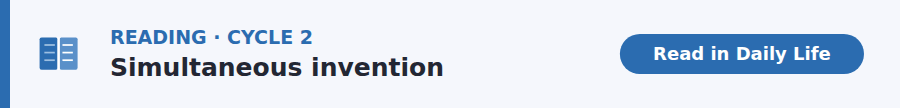 READING · CYCLE 2
Simultaneous invention
Read in Daily Life